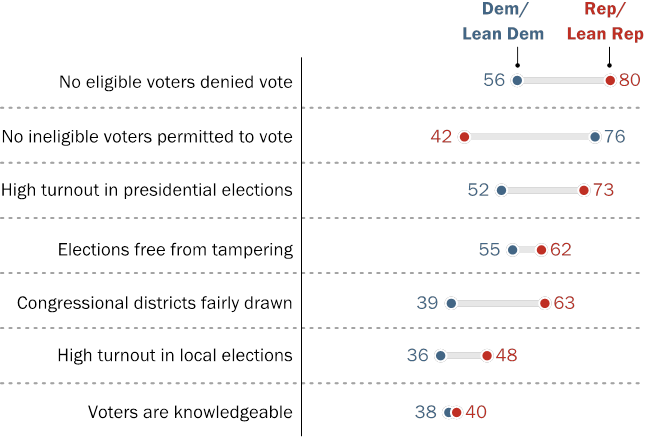 Dem/ Rep/
Lean Dem Lean Rep
No eligible voters denied vote 56 80
No ineligible voters permitted to vote 42 76
High turnout in presidential elections 52 73
Elections free from tampering 55 62
Congressional districts fairly drawn 39 63
High turnout in local elections 36 48
Voters are knowledgeable 38 40